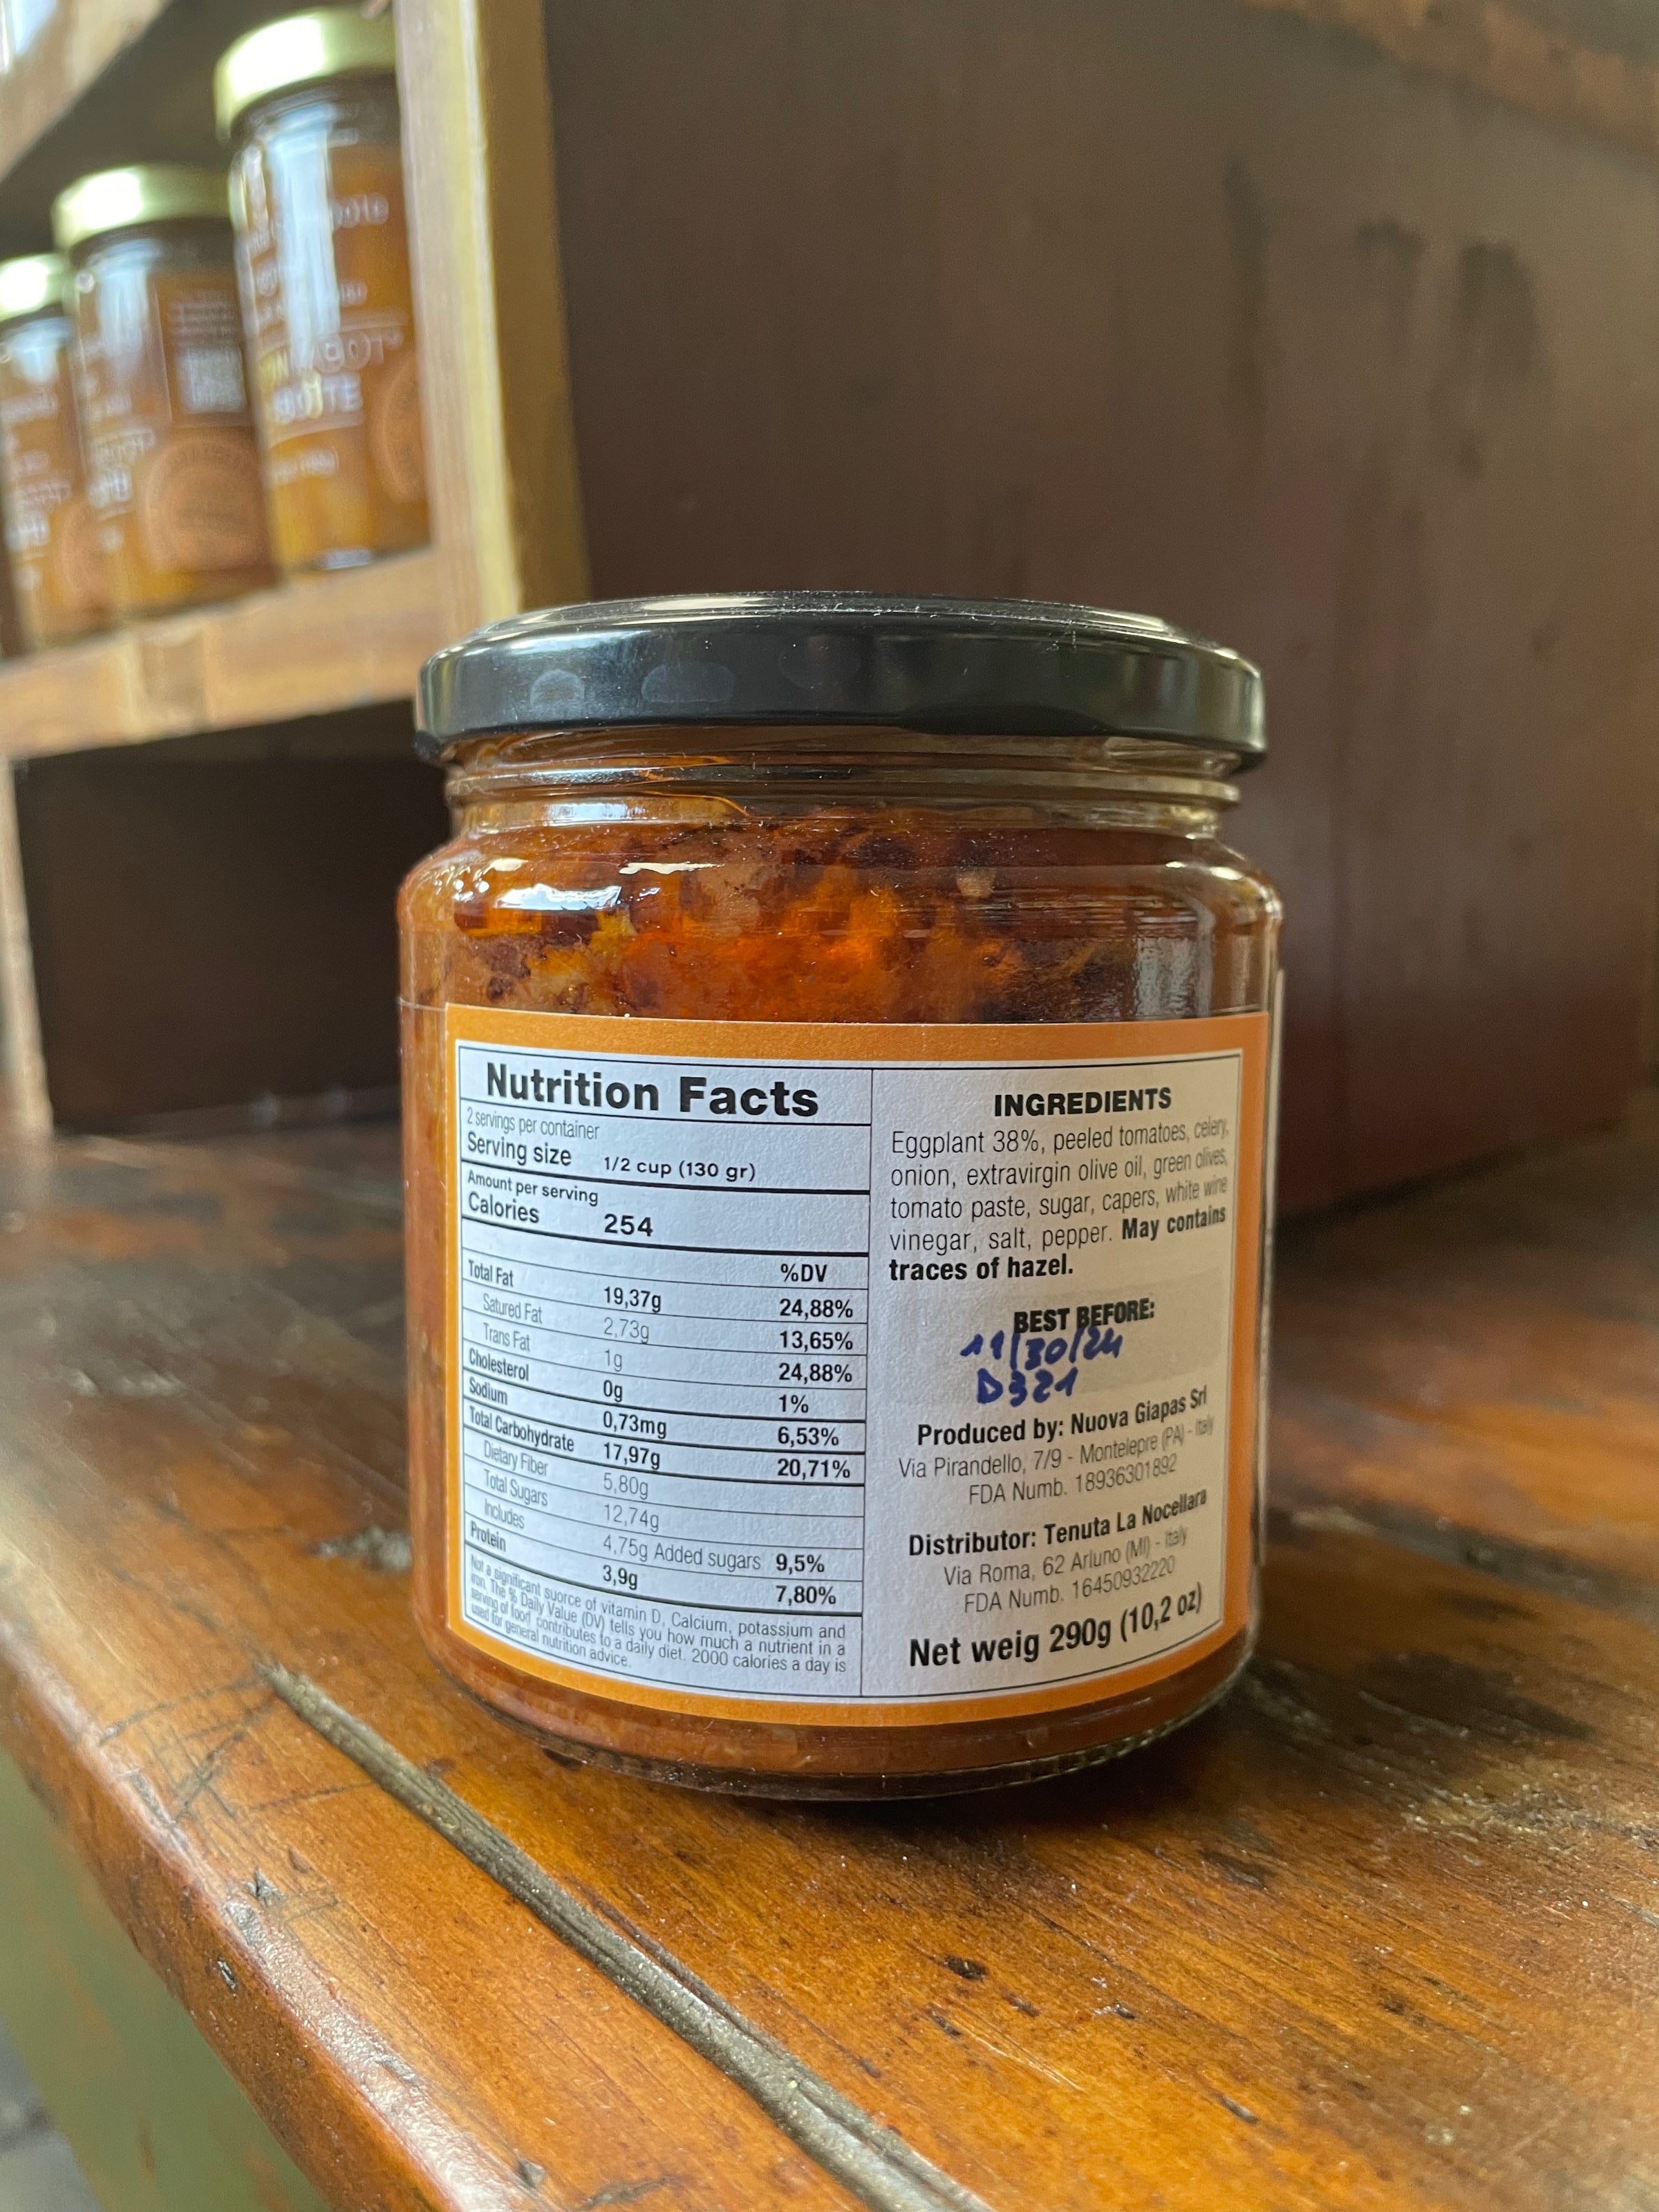 Nutrition Facts
2 servings per container
Serving size 1/2 cup (130 gr)
Amount per serving
Calories 254
%DV
Total Fat 19,37g 24,88%
Satured Fat 2,73g 13,65%
Trans Fat 1g 24,88%
Cholesterol 0g 1%
Sodium 0,73mg 6,53%
Total Carbohydrate 17,97g 20,71%
Dietary Fiber 5,80g
Total Sugars 12,74g
Includes 4,75g Added sugars 9,5%
Protein 3,9g 7,80%
Not a significant suorce of vitamin D, Calcium, potassium and
iron. The % Daily Value (DV) tells you how much a nutrient in a
serving of food contributes to a daily diet. 2000 calories a day is
used for general nutrition advice.
INGREDIENTS
Eggplant 38%, peeled tomatoes, celery,
onion, extravirgin olive oil, green olives,
tomato paste, sugar, capers, white wine
vinegar, salt, pepper. May contains
traces of hazel.
BEST BEFORE:
11/30/24
D321
Produced by: Nuova Giapas Srl
Via Pirandello, 7/9 - Montelepre (PA) - Italy
FDA Numb. 18936301892
Distributor: Tenuta La Nocellara
Via Roma, 62 Arluno (MI) - Italy
FDA Numb. 16450932220
Net weig 290g (10,2 oz)